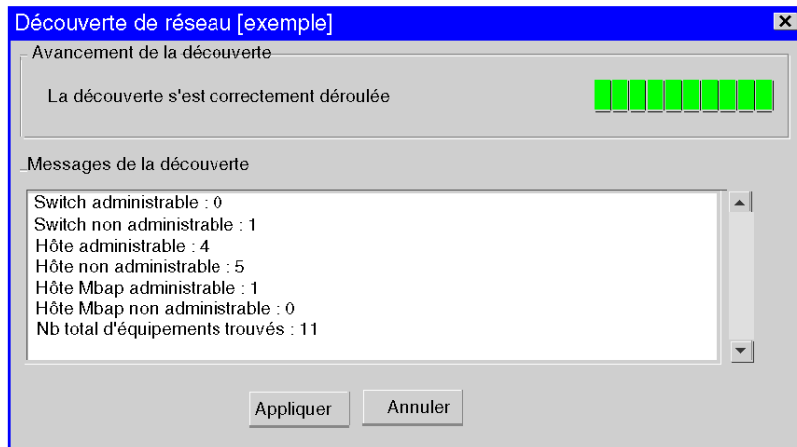 Découverte de réseau [exemple]
Avancement de la découverte
La découverte s'est correctement déroulée
Messages de la découverte
Switch administrable : 0
Switch non administrable : 1
Hôte administrable : 4
Hôte non administrable : 5
Hôte Mbap administrable : 1
Hôte Mbap non administrable : 0
Nb total d'équipements trouvés : 11
Appliquer
Annuler